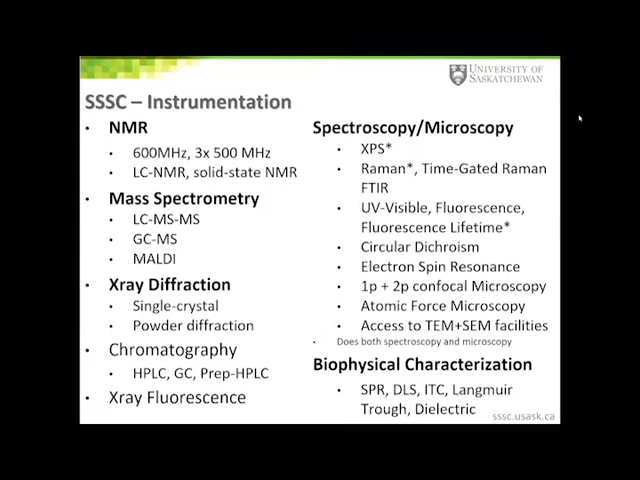 UNIVERSITY OF
SASKATCHEWAN
SSSC – Instrumentation
• NMR
• 600MHz, 3x 500 MHz
• LC-NMR, solid-state NMR
• Mass Spectrometry
• LC-MS-MS
• GC-MS
• MALDI
• Xray Diffraction
• Single-crystal
• Powder diffraction
• Chromatography
• HPLC, GC, Prep-HPLC
• Xray Fluorescence
Spectroscopy/Microscopy
• XPS*
• Raman*, Time-Gated Raman
FTIR
• UV-Visible, Fluorescence,
Fluorescence Lifetime*
• Circular Dichroism
• Electron Spin Resonance
• 1p + 2p confocal Microscopy
• Atomic Force Microscopy
• Access to TEM+SEM facilities
• Does both spectroscopy and microscopy
Biophysical Characterization
• SPR, DLS, ITC, Langmuir
Trough, Dielectric
sssc.usask.ca